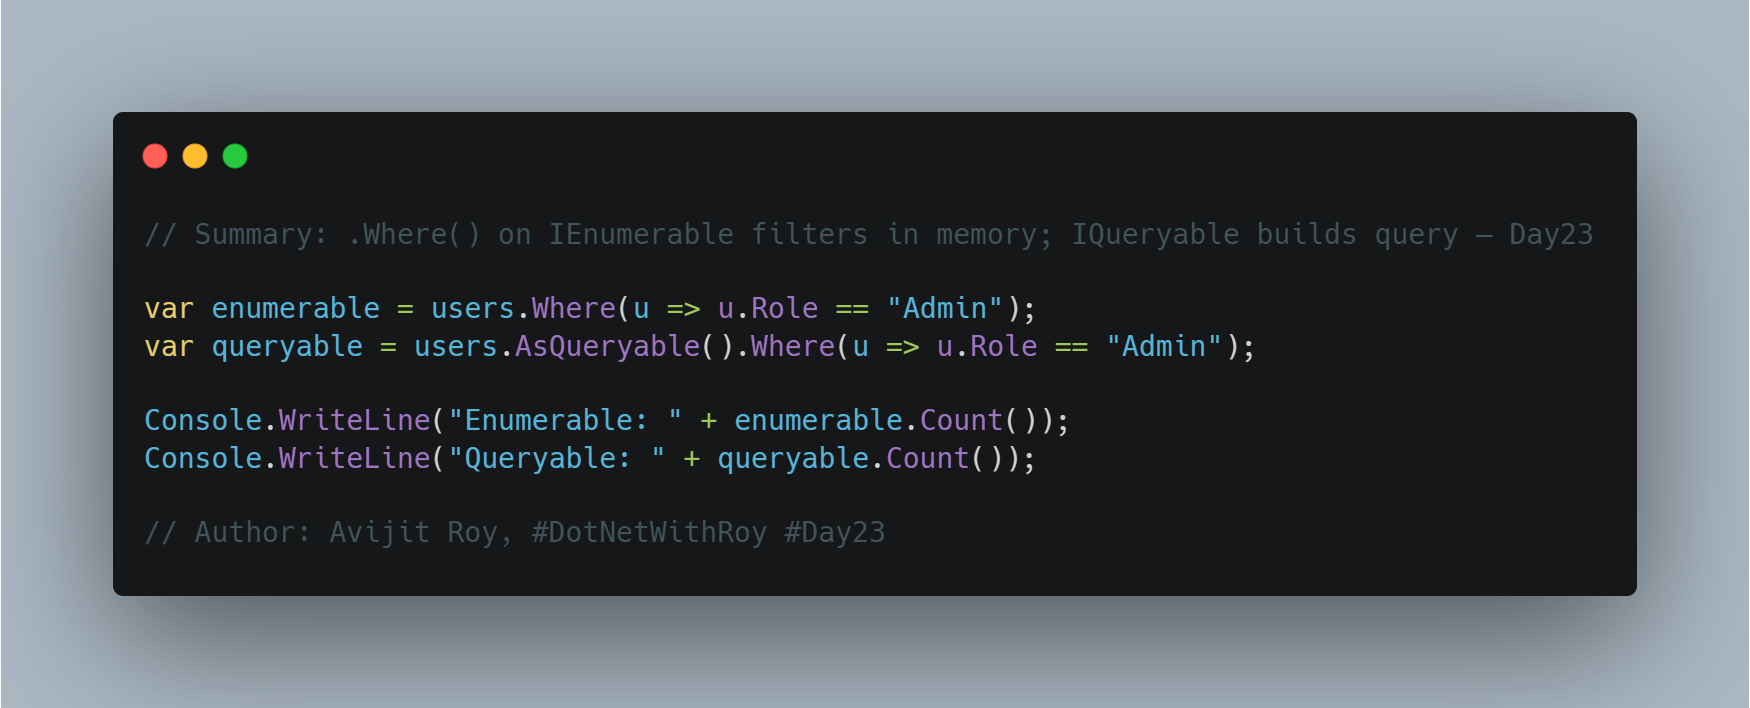 // Summary: .Where() on IEnumerable filters in memory; IQueryable builds query — Day23
var enumerable = users.Where(u => u.Role == "Admin");
var queryable = users.AsQueryable().Where(u => u.Role == "Admin");
Console.WriteLine("Enumerable: " + enumerable.Count());
Console.WriteLine("Queryable: " + queryable.Count());
// Author: Avijit Roy, #DotNetWithRoy #Day23